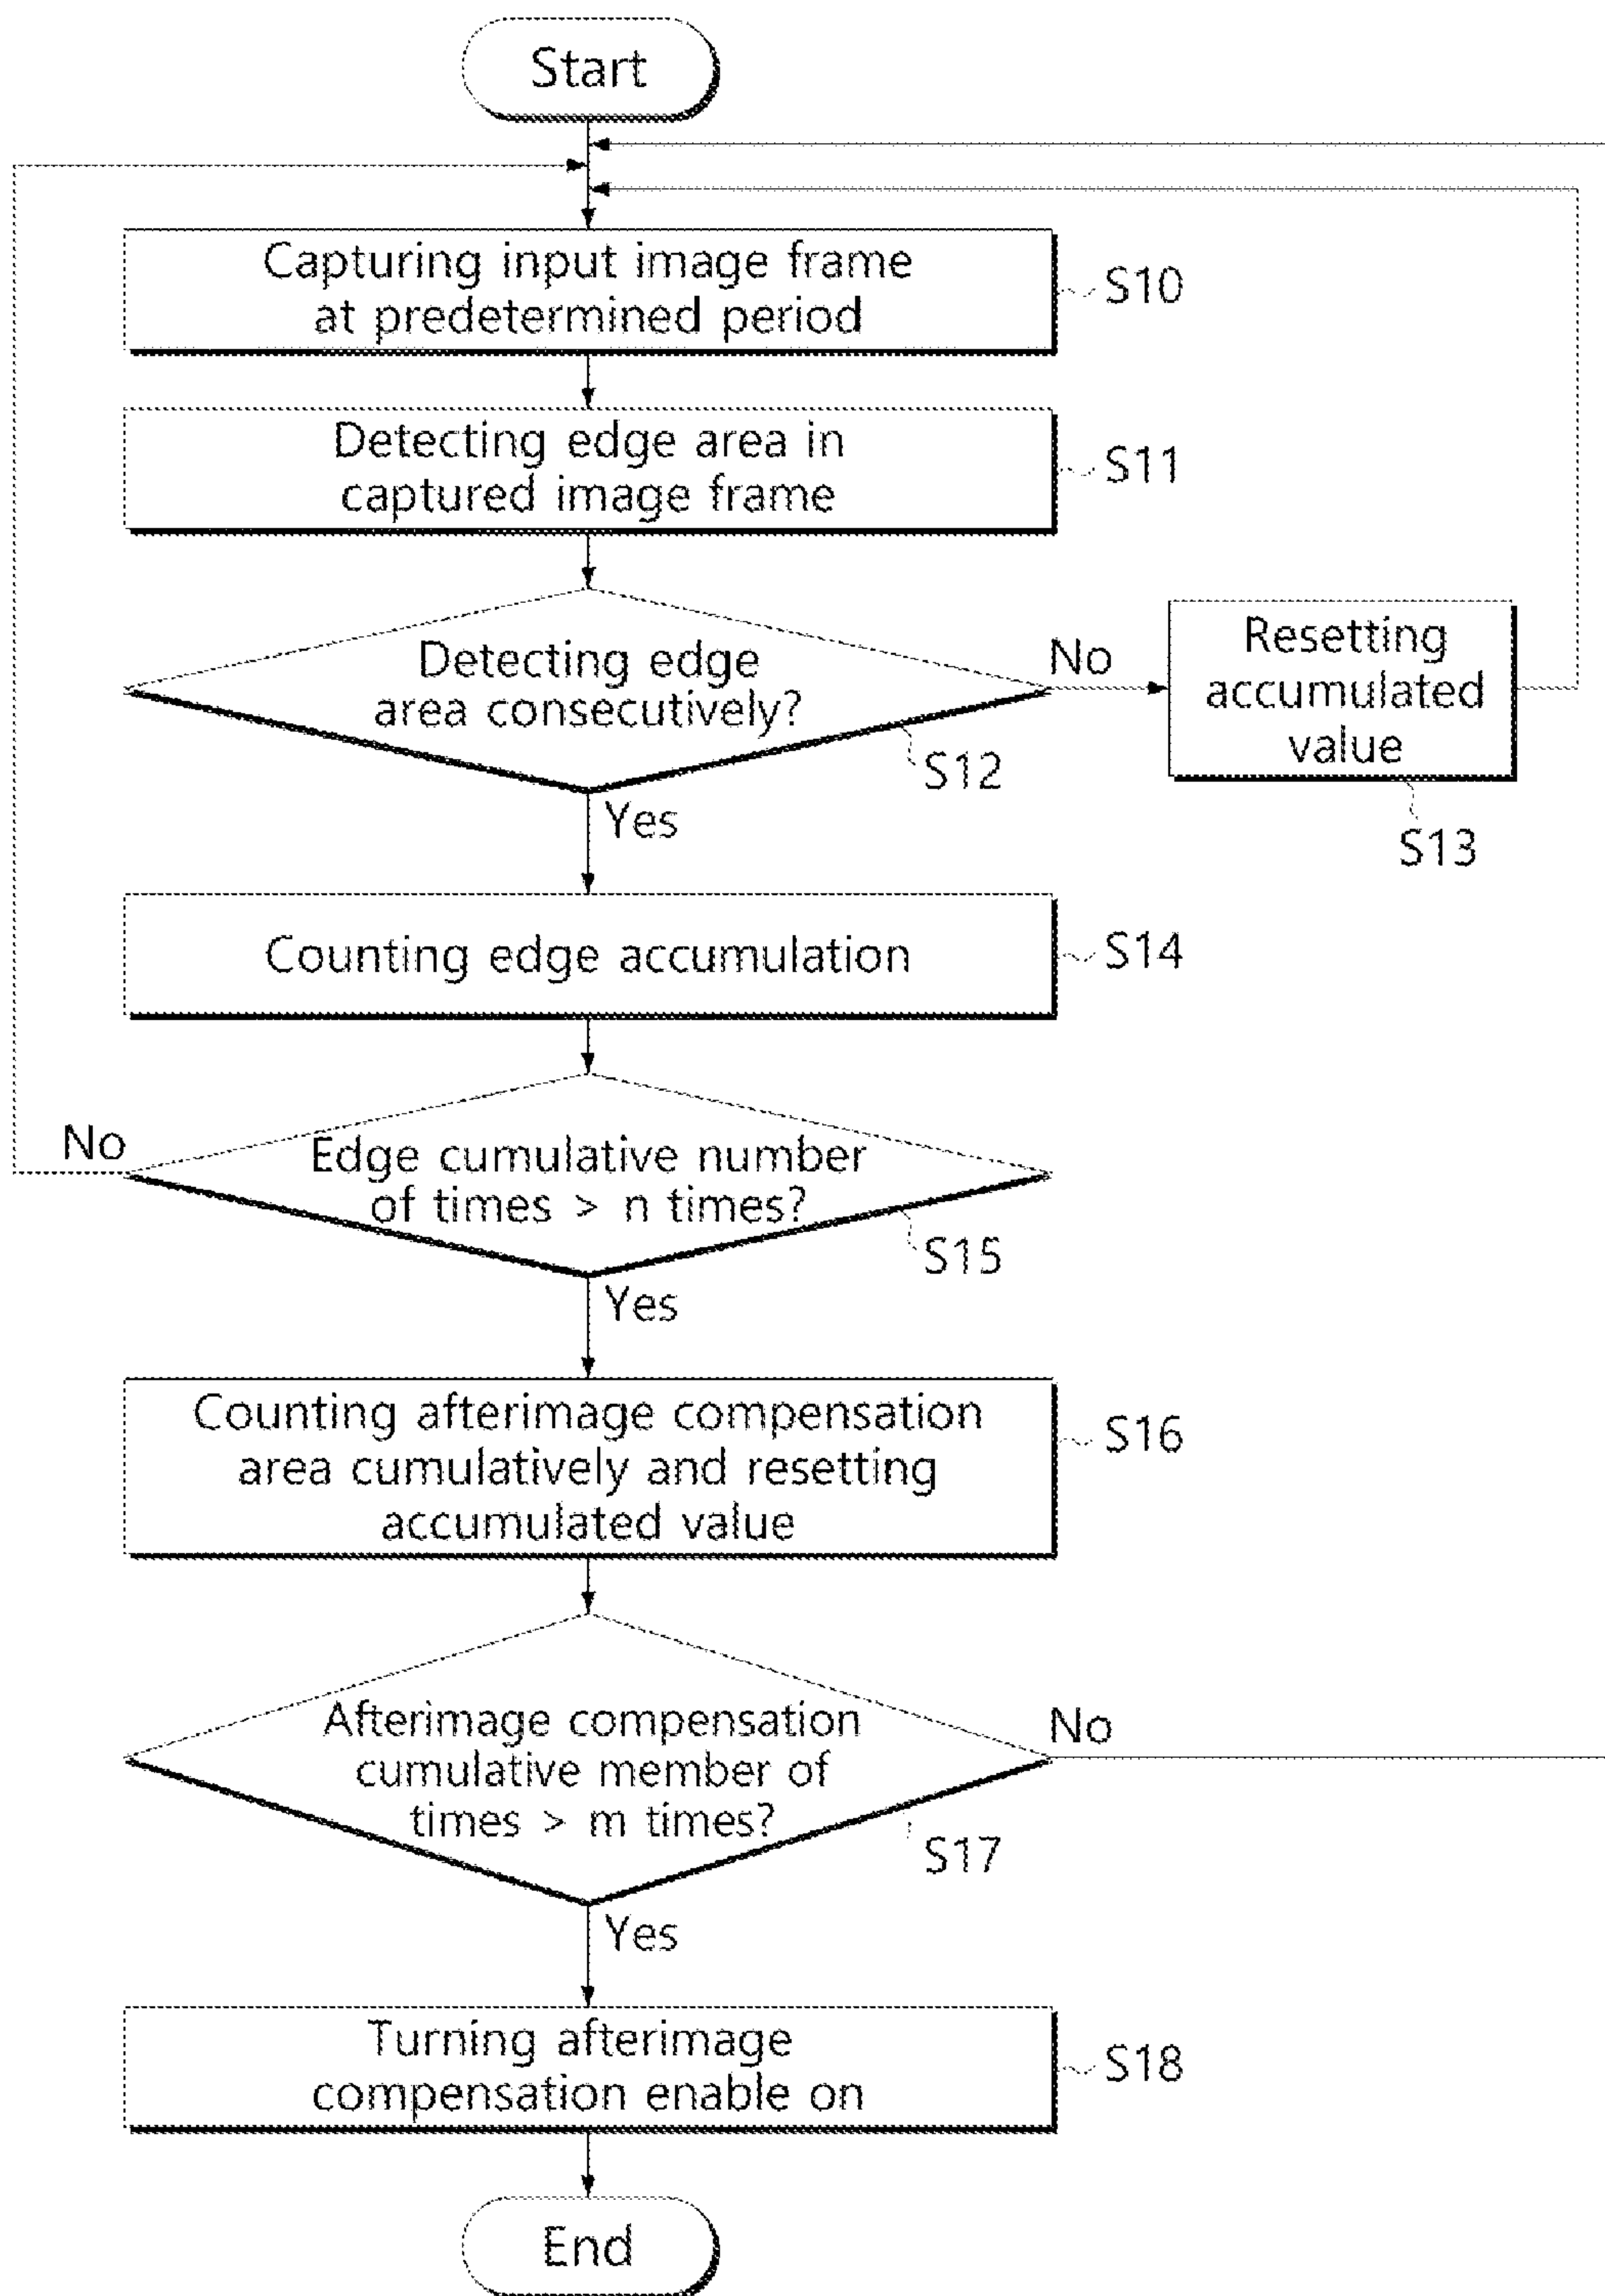 Start
Capturing input image frame
at predetermined period
S10
Detecting edge area in
captured image frame
S11
Detecting edge
area consecutively?
S12
No
Resetting
accumulated
value
S13
Yes
Counting edge accumulation
S14
No
Edge cumulative number
of times > n times?
S15
Yes
Counting afterimage compensation
area cumulatively and resetting
accumulated value
S16
Afterimage compensation
cumulative member of
times > m times?
S17
No
Yes
Turning afterimage
compensation enable on
S18
End